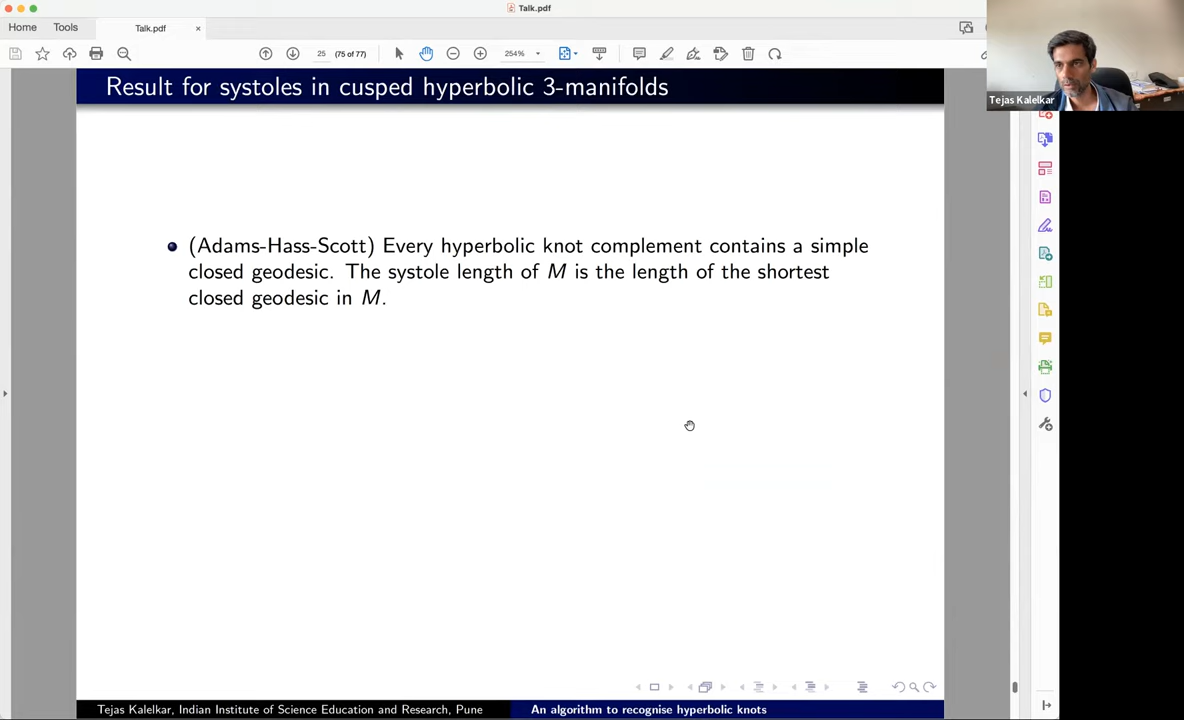 Talk.pdf
Home Tools Talk.pdf ×
25 (75 of 77) 254%
Tejas Kalelkar
Result for systoles in cusped hyperbolic 3-manifolds
(Adams-Hass-Scott) Every hyperbolic knot complement contains a simple
closed geodesic. The systole length of M is the length of the shortest
closed geodesic in M.
Tejas Kalelkar, Indian Institute of Science Education and Research, Pune An algorithm to recognise hyperbolic knots